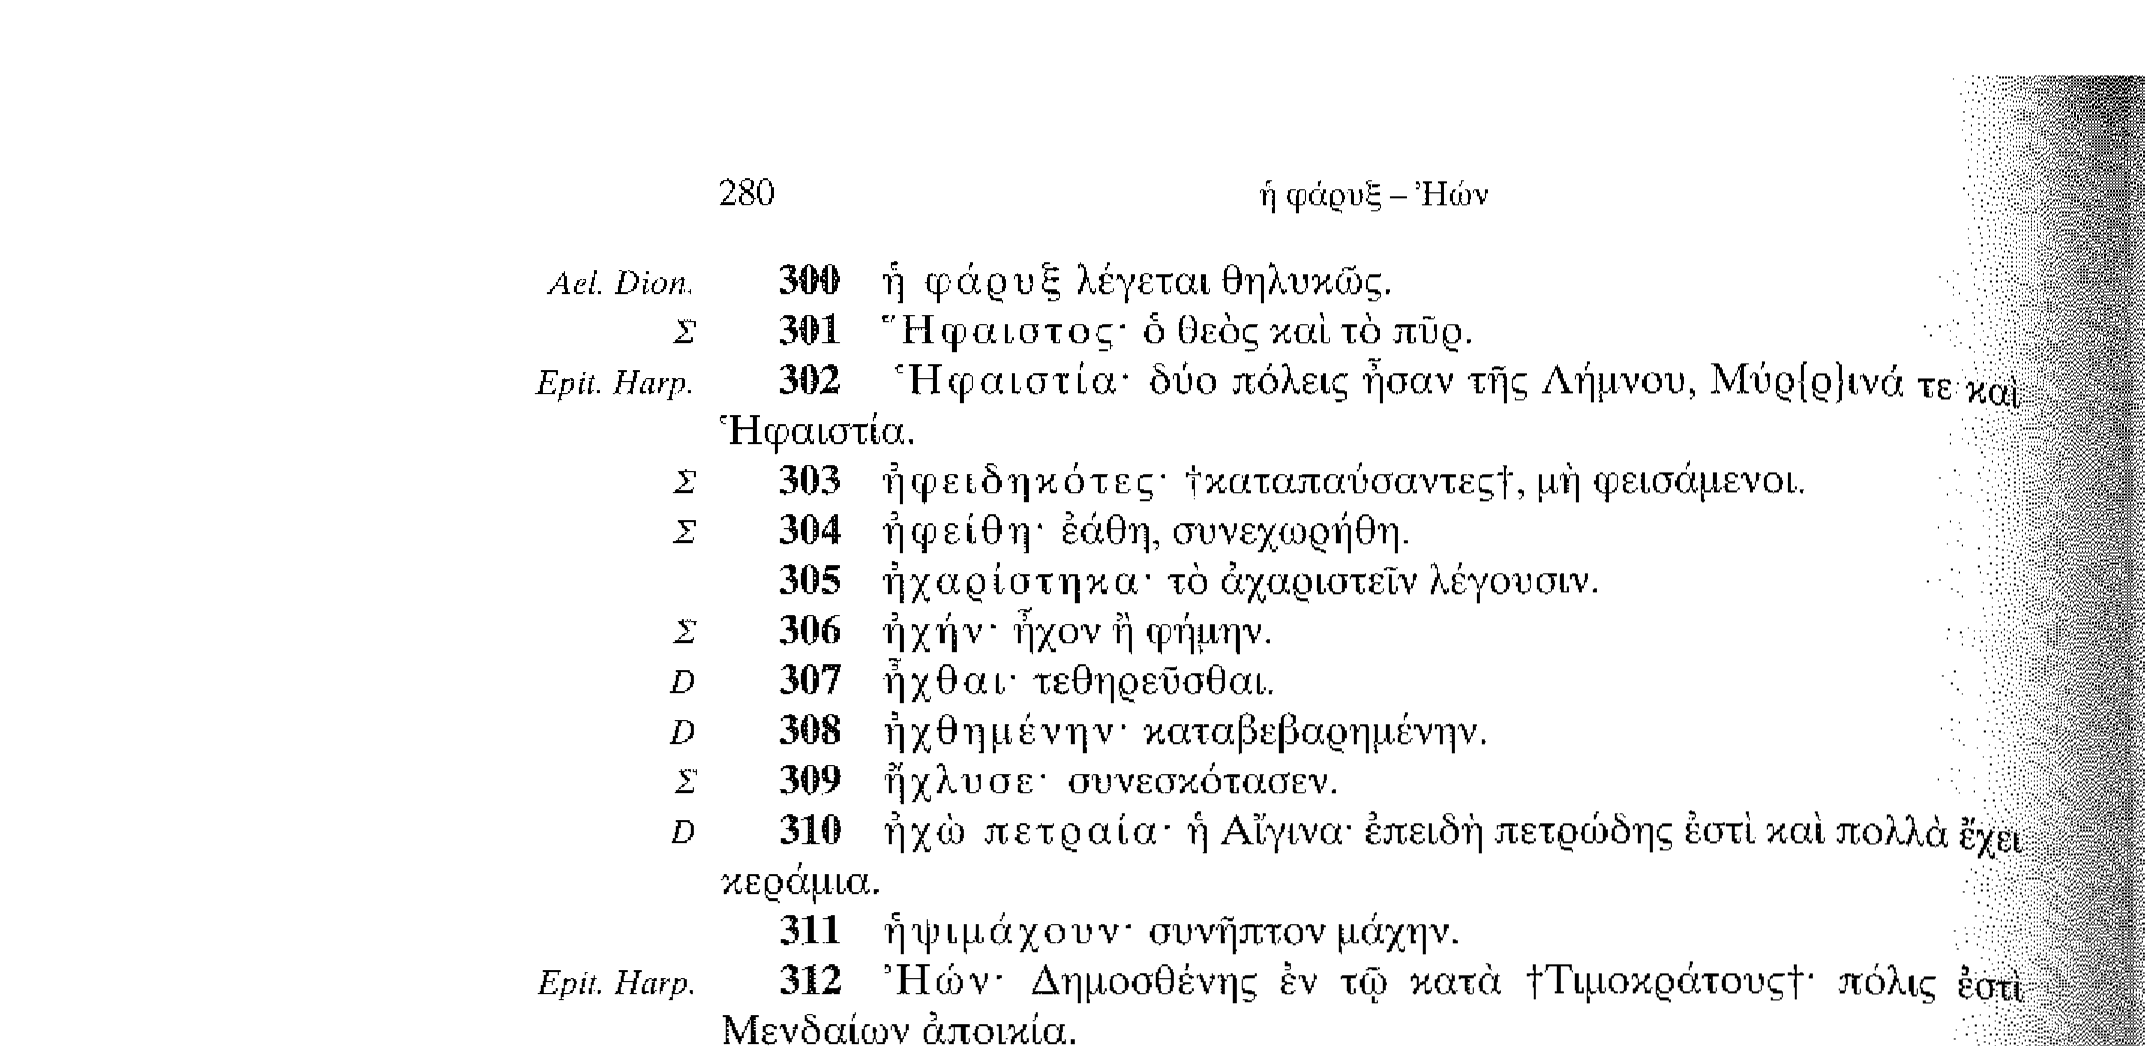 280 ἡ φάρυξ – Ἠών
Ael. Dion. 300 ἡ φάρυξ λέγεται θηλυκῶς.
Σ 301 Ἥφαιστος· ὁ θεὸς καὶ τὸ πῦρ.
Epit. Harp. 302 Ἡφαιστία· δύο πόλεις ἦσαν τῆς Λήμνου, Μύρ{ρ}ινά τε καὶ
Ἡφαιστία.
Σ 303 ἠφειδηκότες· †καταπαύσαντες†, μὴ φεισάμενοι.
Σ 304 ἠφείθη· ἐάθη, συνεχωρήθη.
305 ἠχαρίστηκα· τὸ ἀχαριστεῖν λέγουσιν.
Σ 306 ἠχήν· ἦχον ἢ φήμην.
D 307 ἦχθαι· τεθηρεῦσθαι.
D 308 ἠχθημένην· καταβεβαρημένην.
Σ 309 ἤχλυσε· συνεσκότασεν.
D 310 ἠχὼ πετραία· ἡ Αἴγινα· ἐπειδὴ πετρώδης ἐστὶ καὶ πολλὰ ἔχει
κεράμια.
311 ἡψιμάχουν· συνῆπτον μάχην.
Epit. Harp. 312 Ἠών· Δημοσθένης ἐν τῷ κατὰ †Τιμοκράτους†· πόλις ἐστὶ
Μενδαίων ἀποικία.